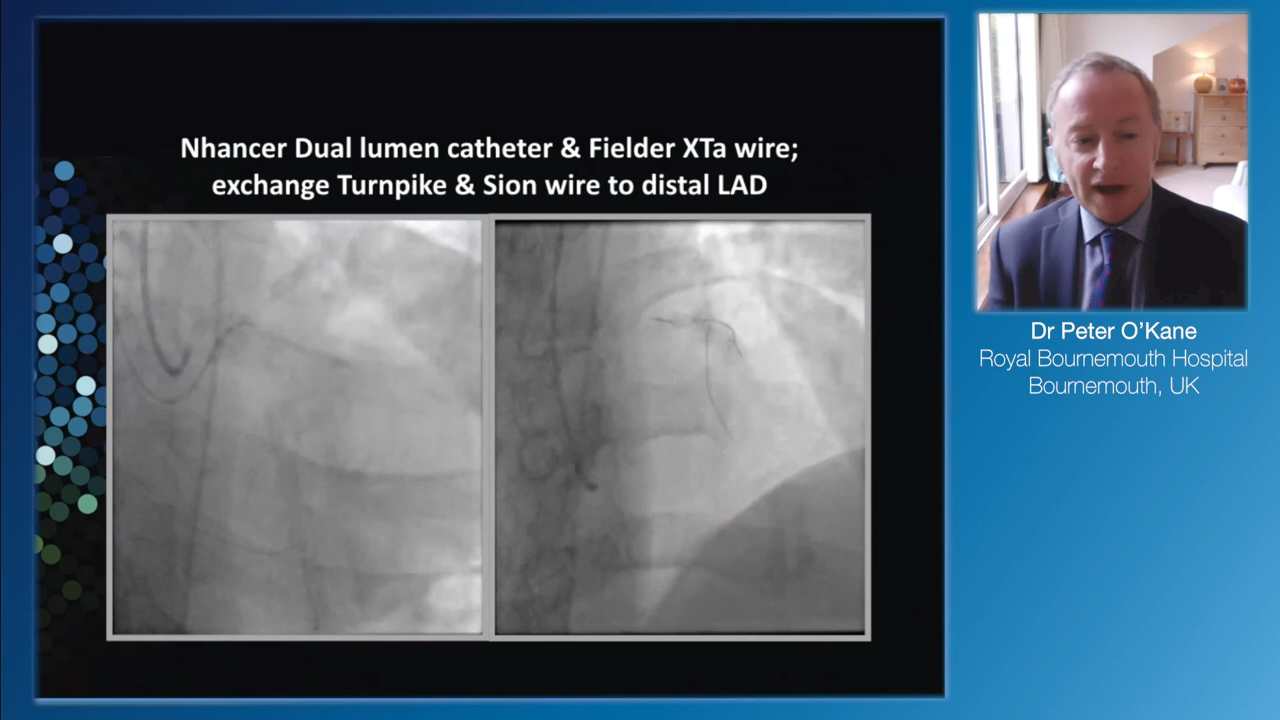 Nhancer Dual lumen catheter & Fielder XTa wire;
exchange Turnpike & Sion wire to distal LAD
Dr Peter O’Kane
Royal Bournemouth Hospital
Bournemouth, UK